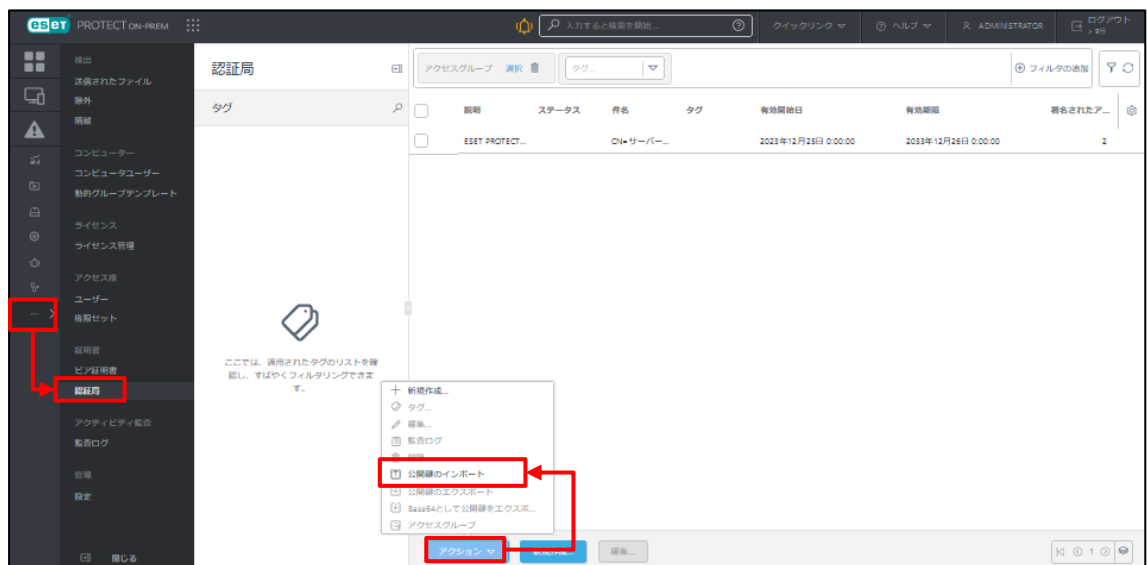 eset PROTECT ON-PREM
入力すると検索を開始...
クイックリンク
ヘルプ
ADMINISTRATOR
ログアウト
> 9分
検出
送信されたファイル
除外
隔離
コンピューター
コンピュータユーザー
動的グループテンプレート
ライセンス
ライセンス管理
アクセス権
ユーザー
権限セット
証明書
ピア証明書
認証局
アクティビティ監査
監査ログ
管理
設定
閉じる
認証局
タグ
ここでは、適用されたタグのリストを確
認し、すばやくフィルタリングできま
す。
アクセスグループ 選択
タグ...
フィルタの追加
説明 ステータス 件名 タグ 有効開始日 有効期限 署名されたア...
ESET PROTECT... CN=サーバー... 2023年12月25日 0:00:00 2033年12月26日 0:00:00 2
新規作成...
タグ...
編集...
監査ログ
削除
公開鍵のインポート
公開鍵のエクスポート
Base64として公開鍵をエクスポ...
アクセスグループ
アクション
新規作成...
編集...
1